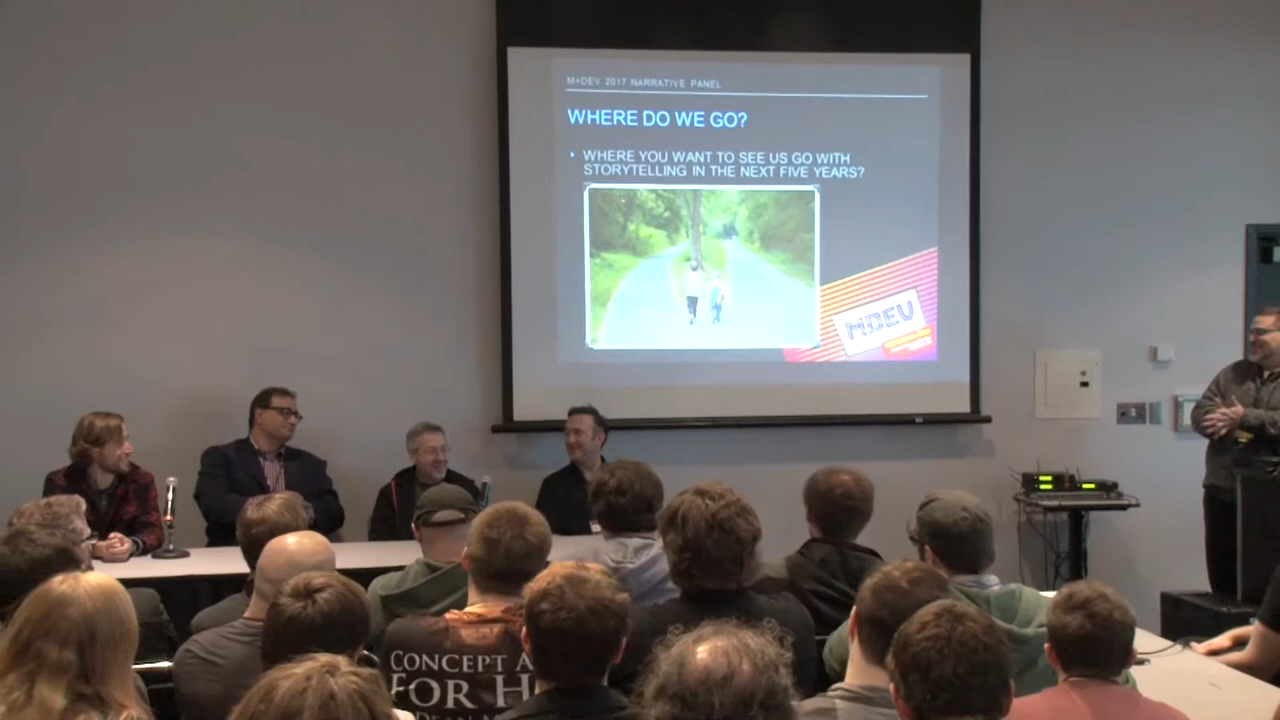 M+DEV 2017 NARRATIVE PANEL
WHERE DO WE GO?
• WHERE YOU WANT TO SEE US GO WITH
STORYTELLING IN THE NEXT FIVE YEARS?
MDEV
CONCEPT A
FOR H
DEAN M